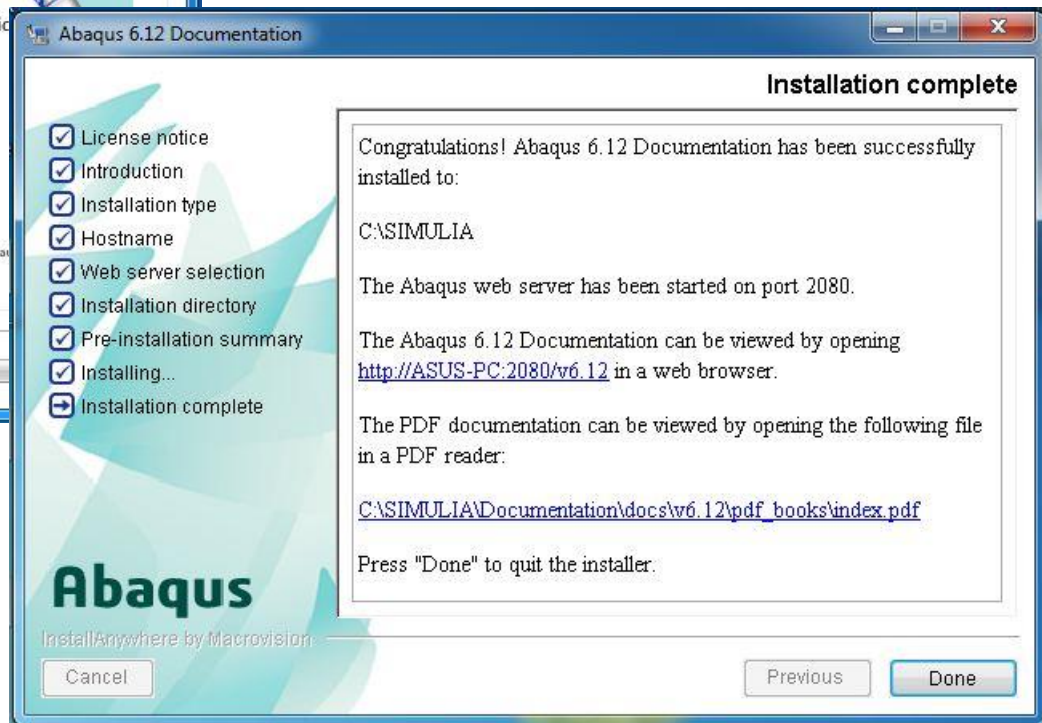 Abaqus 6.12 Documentation
Installation complete
License notice
Introduction
Installation type
Hostname
Web server selection
Installation directory
Pre-installation summary
Installing...
Installation complete
Congratulations! Abaqus 6.12 Documentation has been successfully
installed to:
C:\SIMULIA
The Abaqus web server has been started on port 2080.
The Abaqus 6.12 Documentation can be viewed by opening
http://ASUS-PC:2080/v6.12 in a web browser.
The PDF documentation can be viewed by opening the following file
in a PDF reader:
C:\SIMULIA\Documentation\docs\v6.12\pdf_books\index.pdf
Press "Done" to quit the installer.
Abaqus
InstallAnywhere by Macrovision
Cancel
Previous
Done